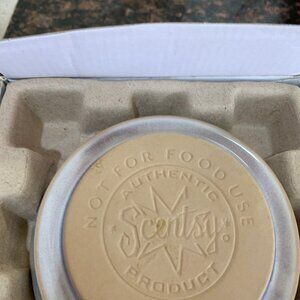 NOT FOR FOOD USE
AUTHENTIC
Scentsy
PRODUCT